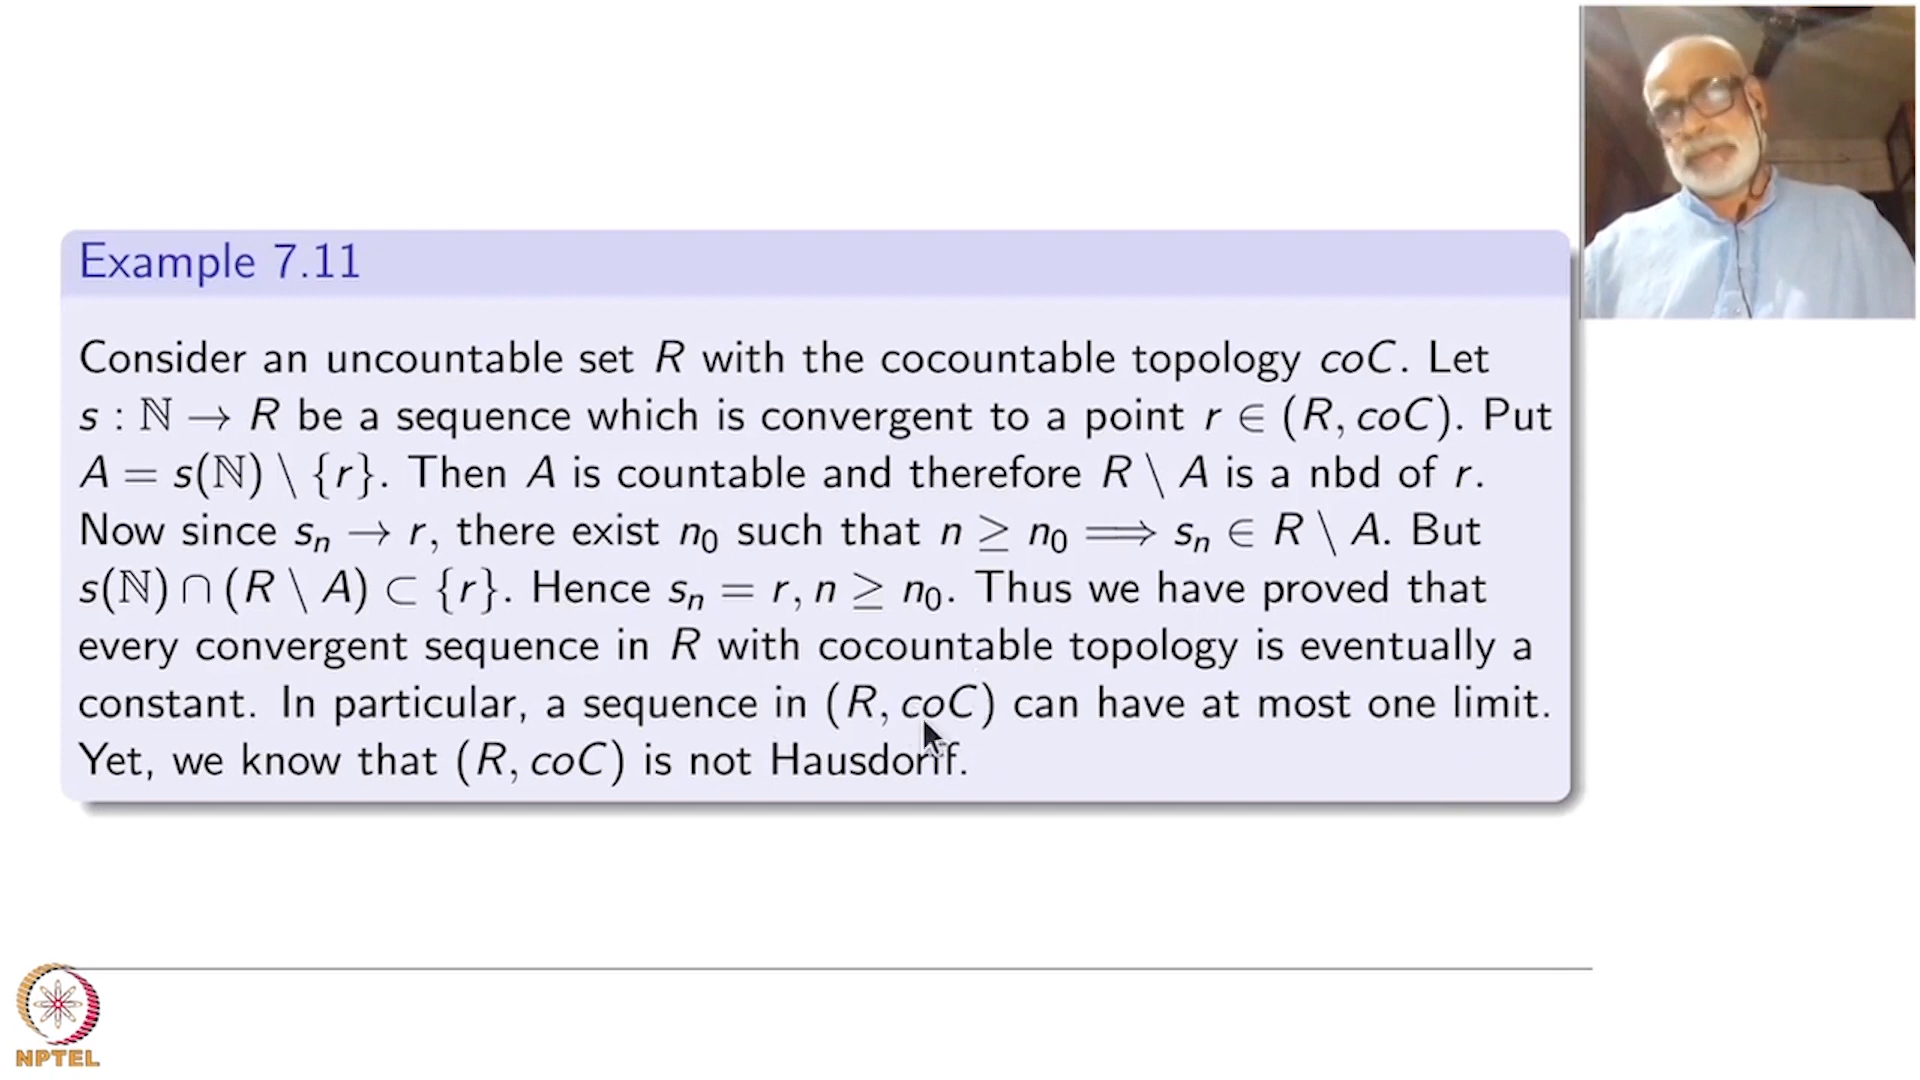 Example 7.11
Consider an uncountable set R with the cocountable topology coC. Let
s : ℕ → R be a sequence which is convergent to a point r ∈ (R, coC). Put
A = s(ℕ) \ {r}. Then A is countable and therefore R \ A is a nbd of r.
Now since sₙ → r, there exist n₀ such that n ≥ n₀ ⟹ sₙ ∈ R \ A. But
s(ℕ) ∩ (R \ A) ⊂ {r}. Hence sₙ = r, n ≥ n₀. Thus we have proved that
every convergent sequence in R with cocountable topology is eventually a
constant. In particular, a sequence in (R, coC) can have at most one limit.
Yet, we know that (R, coC) is not Hausdorff.
NPTEL